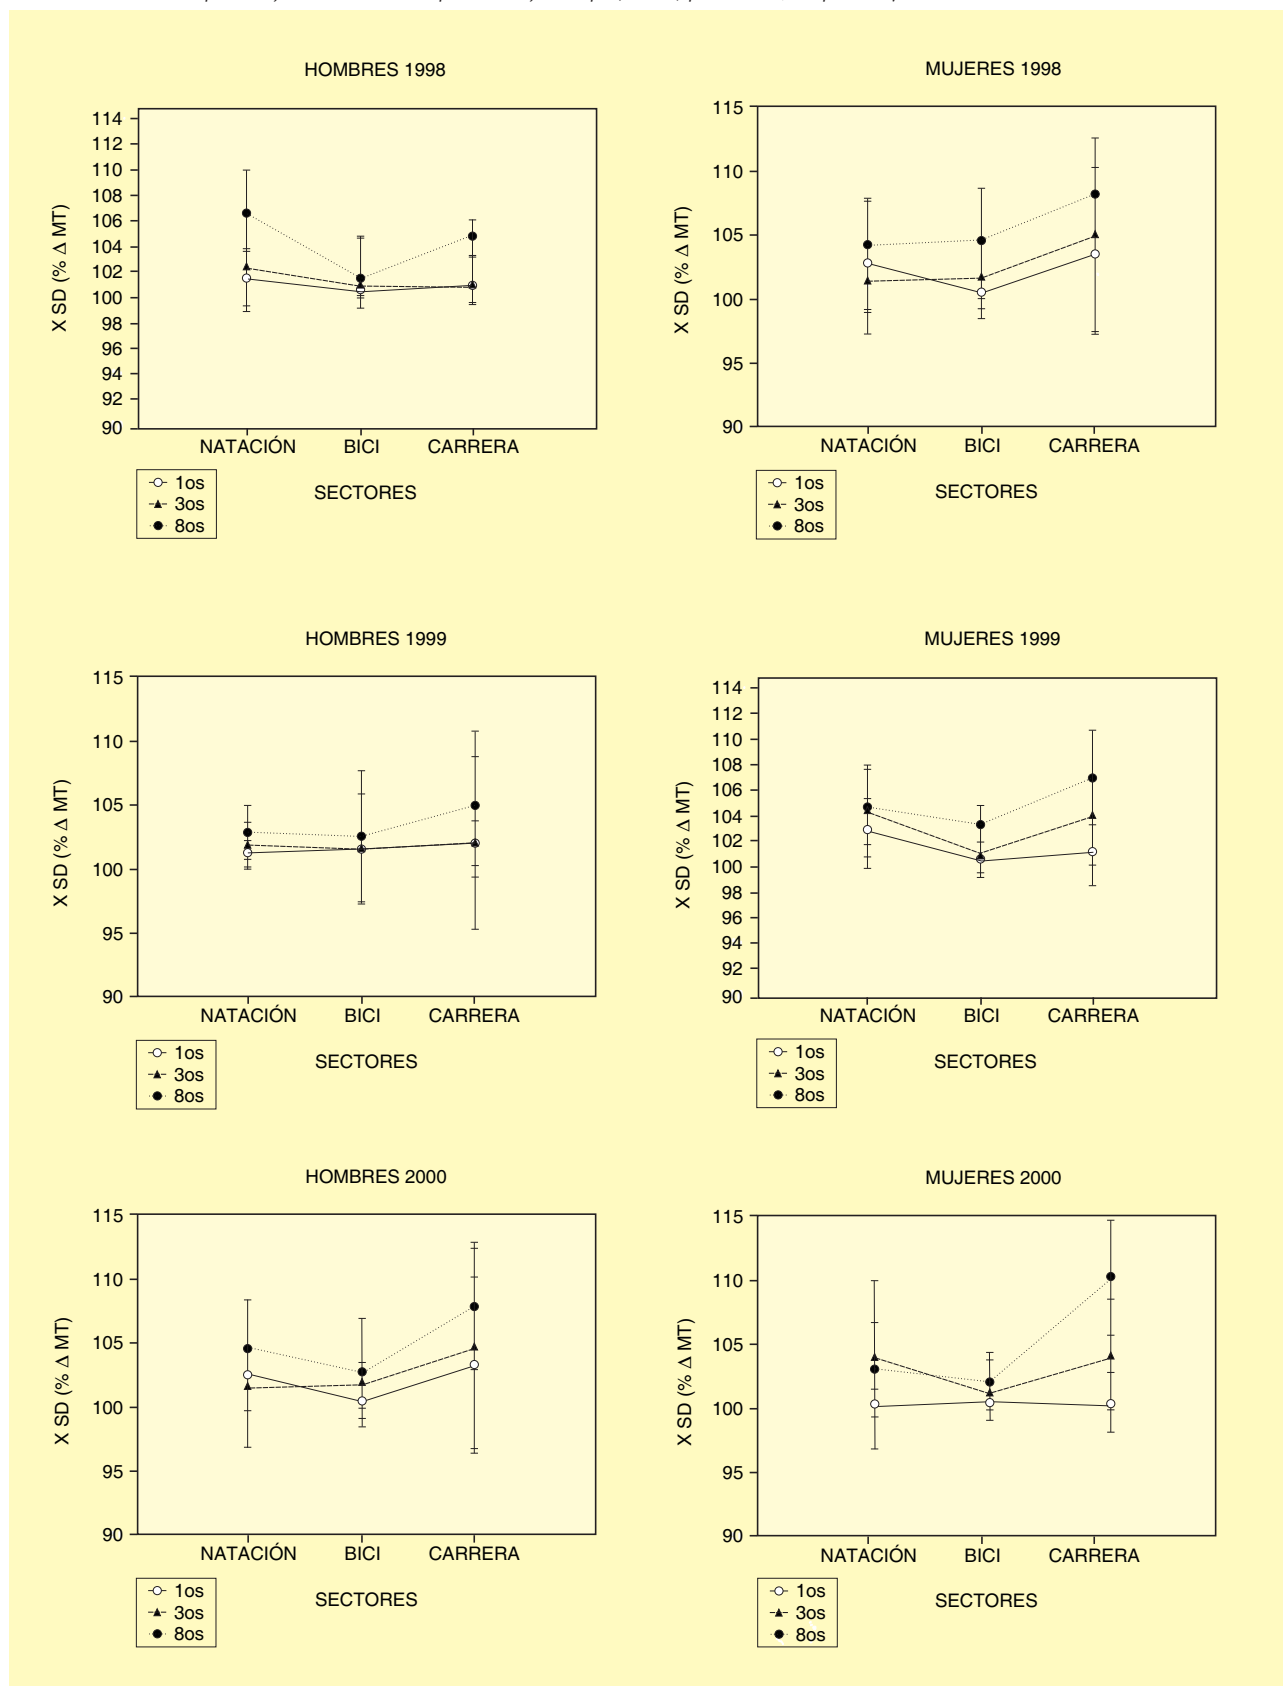 HOMBRES 1998
114
112
110
108
106
104
102
100
98
96
94
92
90
X SD (% Δ MT)
NATACIÓN BICI CARRERA
SECTORES
1os
3os
8os
MUJERES 1998
115
110
105
100
95
90
X SD (% Δ MT)
NATACIÓN BICI CARRERA
SECTORES
1os
3os
8os
HOMBRES 1999
115
110
105
100
95
90
X SD (% Δ MT)
NATACIÓN BICI CARRERA
SECTORES
1os
3os
8os
MUJERES 1999
114
112
110
108
106
104
102
100
98
96
94
92
90
X SD (% Δ MT)
NATACIÓN BICI CARRERA
SECTORES
1os
3os
8os
HOMBRES 2000
115
110
105
100
95
90
X SD (% Δ MT)
NATACIÓN BICI CARRERA
SECTORES
1os
3os
8os
MUJERES 2000
115
110
105
100
95
90
X SD (% Δ MT)
NATACIÓN BICI CARRERA
SECTORES
1os
3os
8os